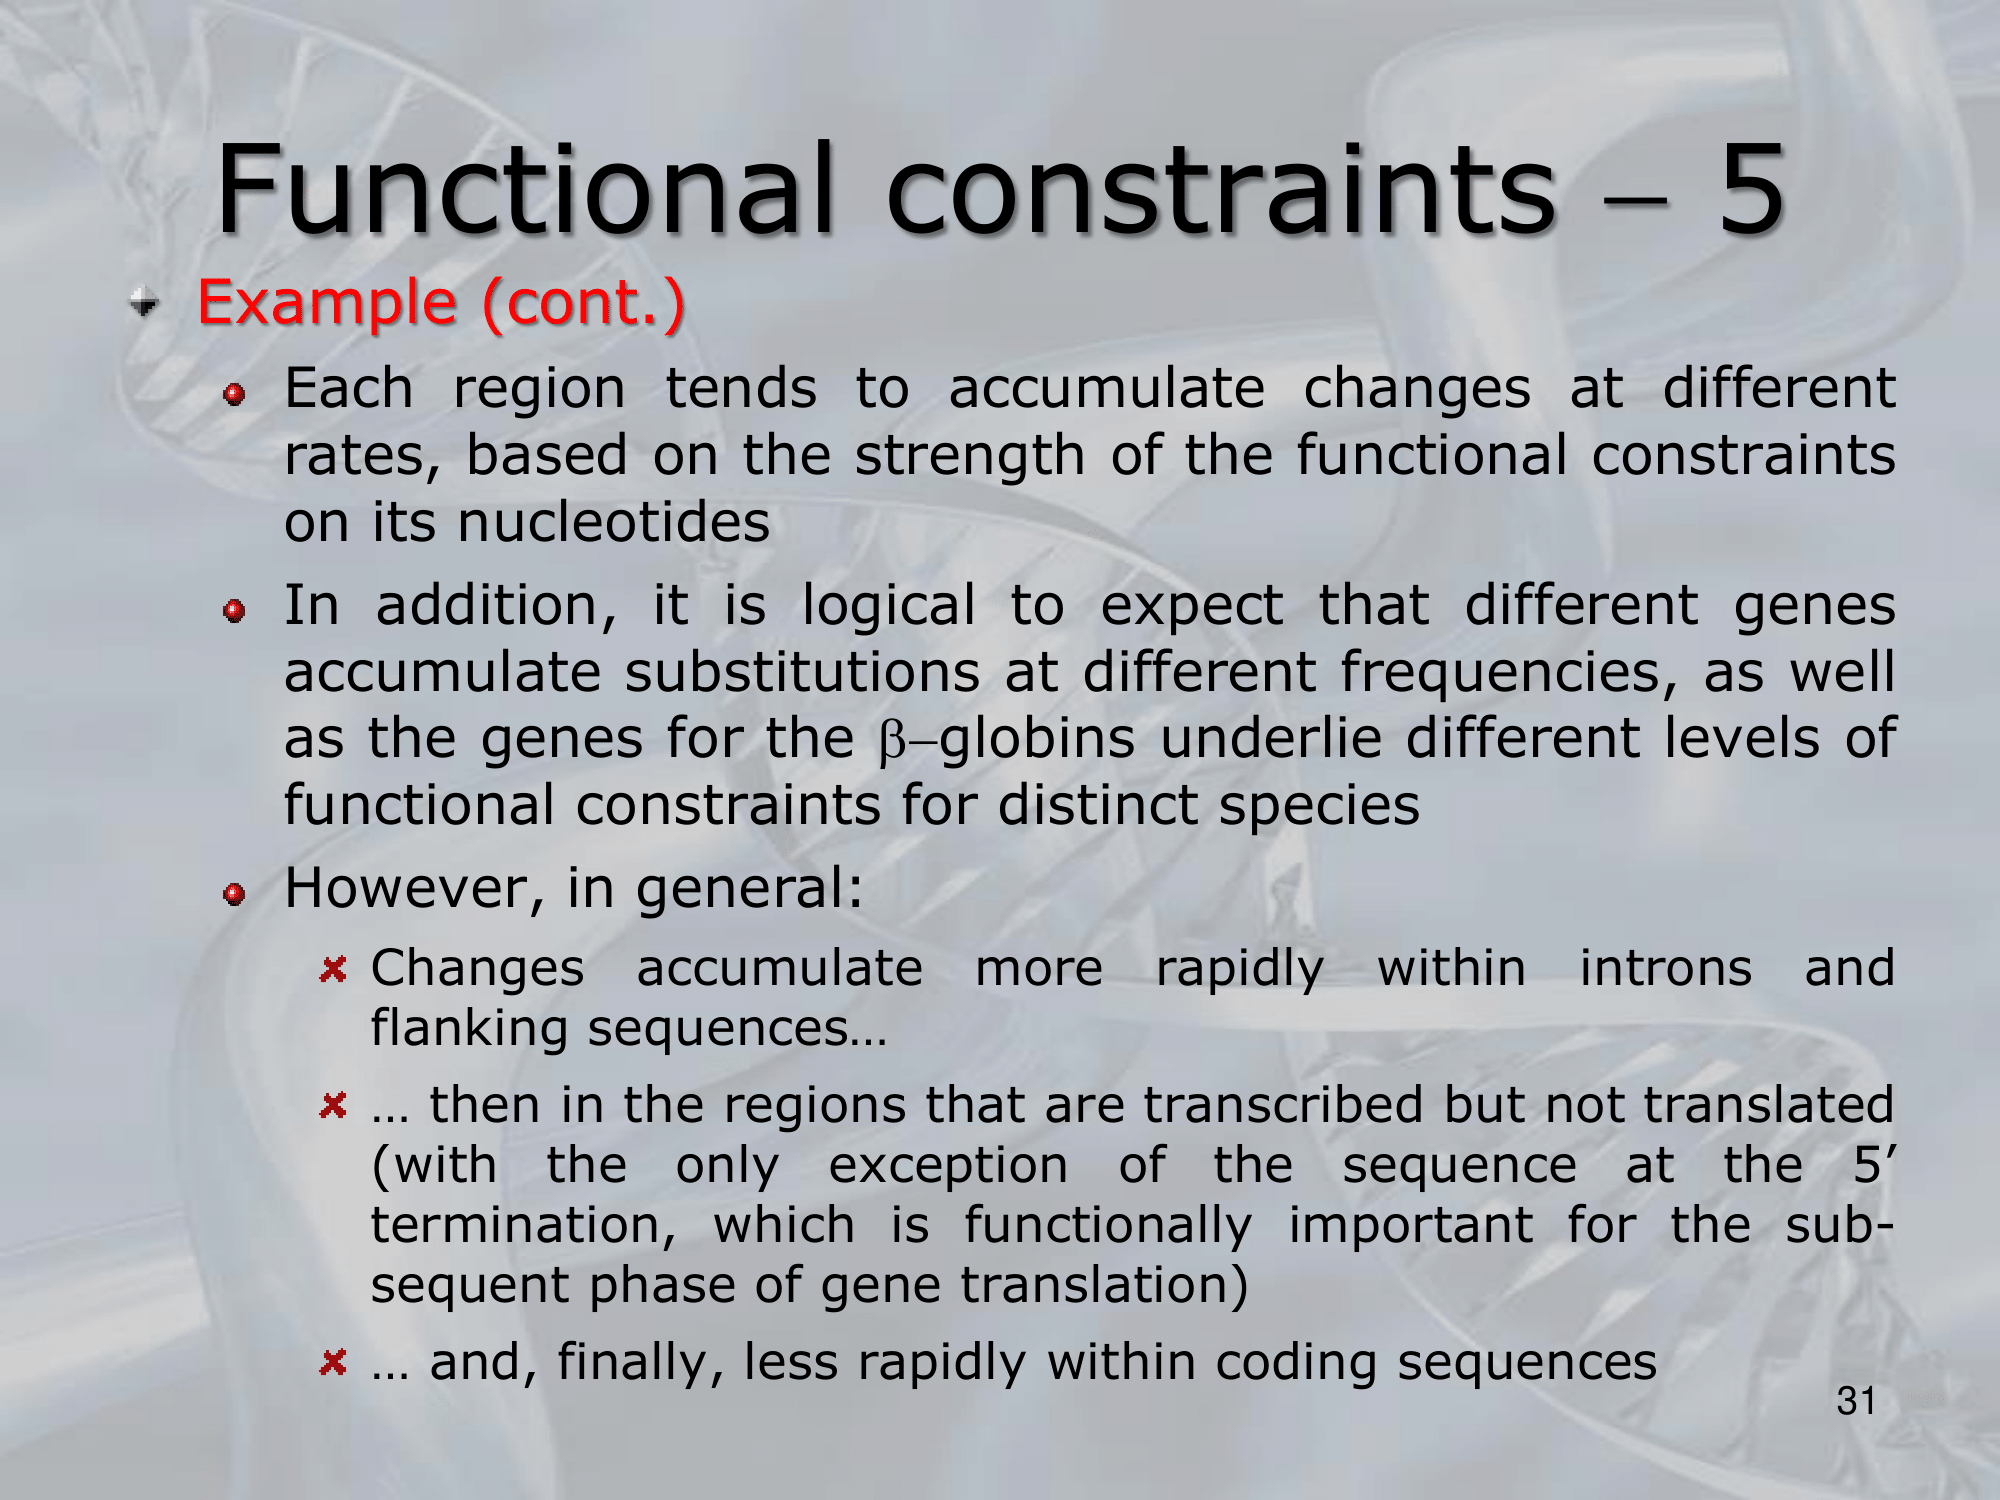 Functional constraints – 5
Example (cont.)
Each region tends to accumulate changes at different
rates, based on the strength of the functional constraints
on its nucleotides
In addition, it is logical to expect that different genes
accumulate substitutions at different frequencies, as well
as the genes for the β–globins underlie different levels of
functional constraints for distinct species
However, in general:
Changes accumulate more rapidly within introns and
flanking sequences…
… then in the regions that are transcribed but not translated
(with the only exception of the sequence at the 5’
termination, which is functionally important for the sub-
sequent phase of gene translation)
… and, finally, less rapidly within coding sequences
31